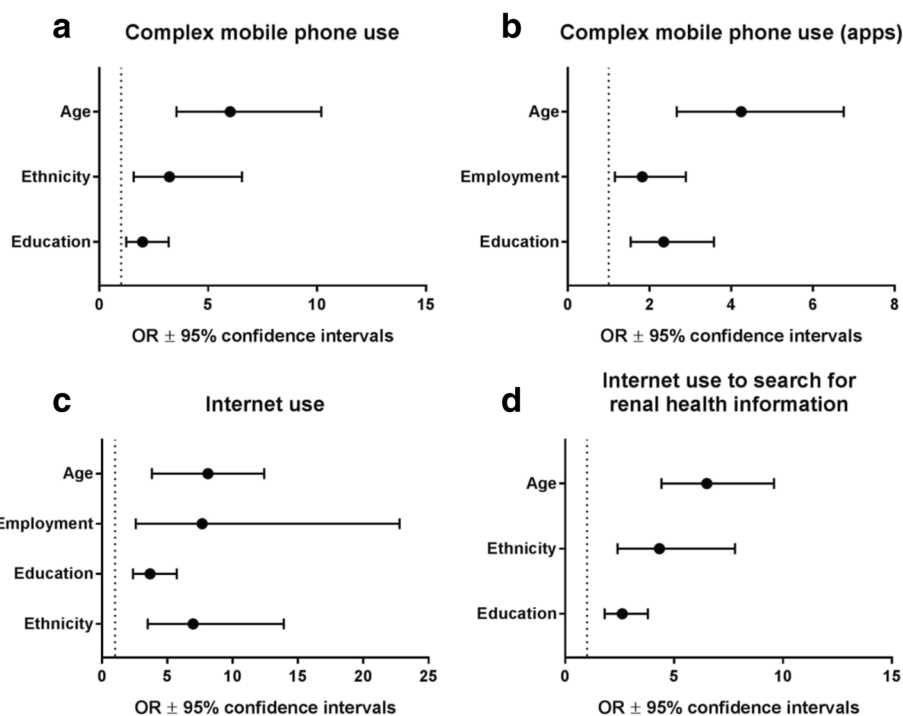 a
Complex mobile phone use
Age
Ethnicity
Education
0 5 10 15
OR ± 95% confidence intervals
b
Complex mobile phone use (apps)
Age
Employment
Education
0 2 4 6 8
OR ± 95% confidence intervals
c
Internet use
Age
Employment
Education
Ethnicity
0 5 10 15 20 25
OR ± 95% confidence intervals
d
Internet use to search for
renal health information
Age
Ethnicity
Education
0 5 10 15
OR ± 95% confidence intervals